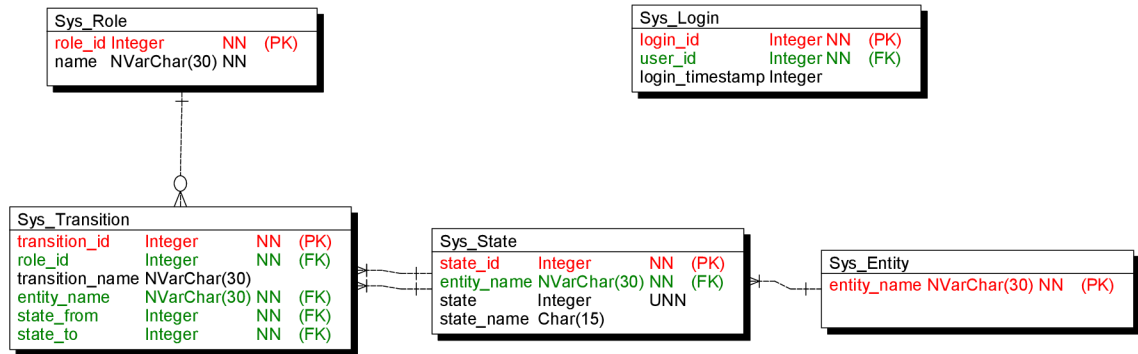 Sys_Role
role_id Integer NN (PK)
name NVarChar(30) NN
Sys_Login
login_id Integer NN (PK)
user_id Integer NN (FK)
login_timestamp Integer
Sys_Transition
transition_id Integer NN (PK)
role_id Integer NN (FK)
transition_name NVarChar(30)
entity_name NVarChar(30) NN (FK)
state_from Integer NN (FK)
state_to Integer NN (FK)
Sys_State
state_id Integer NN (PK)
entity_name NVarChar(30) NN (FK)
state Integer UNN
state_name Char(15)
Sys_Entity
entity_name NVarChar(30) NN (PK)